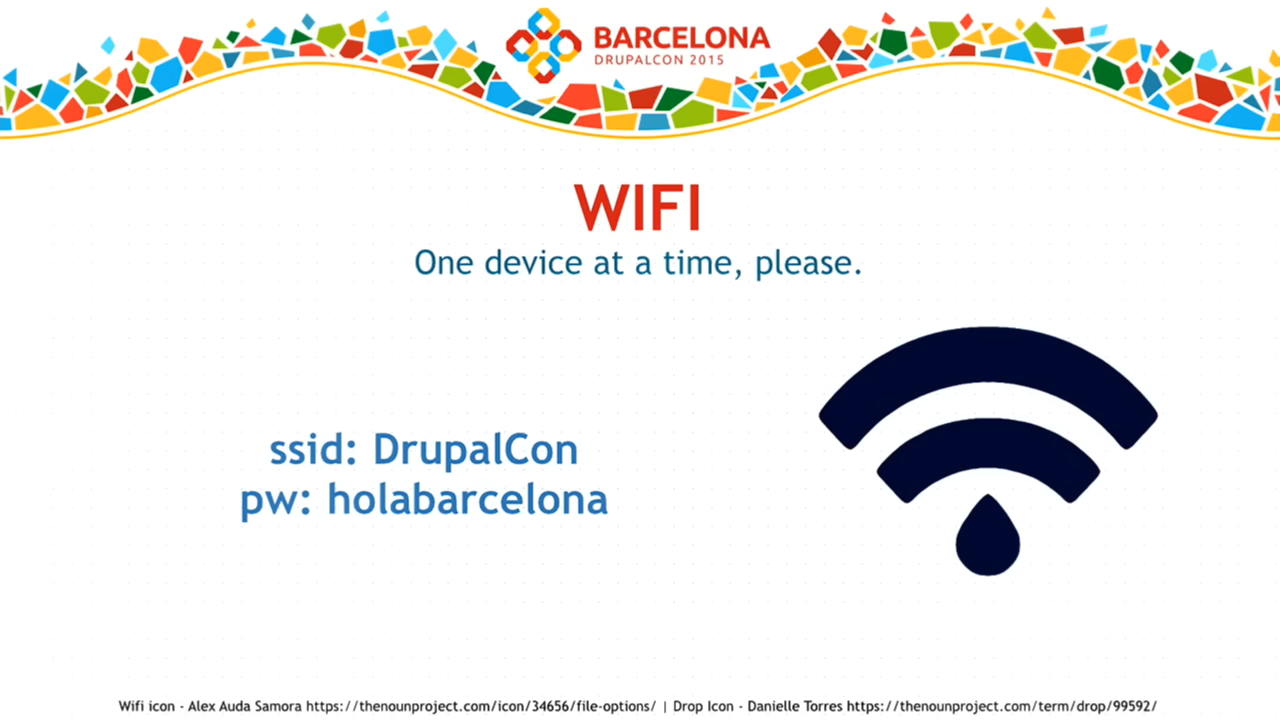 BARCELONA
DRUPALCON 2015
WIFI
One device at a time, please.
ssid: DrupalCon
pw: holabarcelona
Wifi icon - Alex Auda Samora https://thenounproject.com/icon/34656/file-options/ | Drop Icon - Danielle Torres https://thenounproject.com/term/drop/99592/